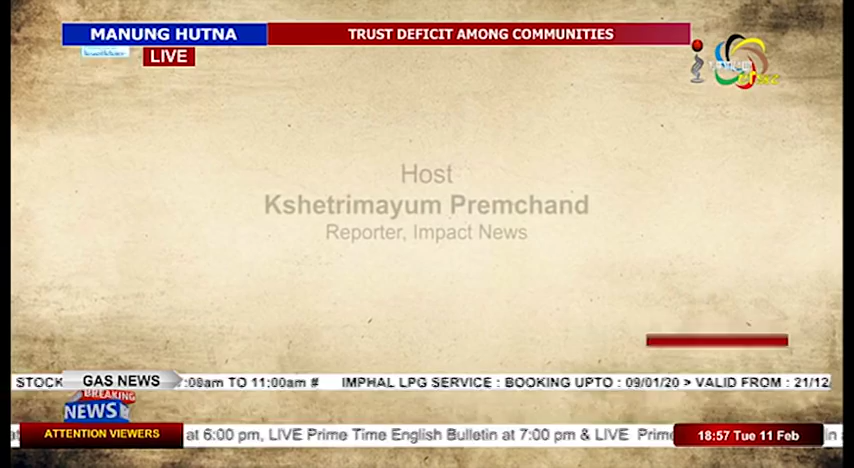 MANUNG HUTNA
TRUST DEFICIT AMONG COMMUNITIES
LIVE
Host
Kshetrimayum Premchand
Reporter, Impact News
STOCK
GAS NEWS
:08am TO 11:00am # IMPHAL LPG SERVICE : BOOKING UPTO : 09/01/20 > VALID FROM : 21/12
BREAKING
NEWS
ATTENTION VIEWERS
at 6:00 pm, LIVE Prime Time English Bulletin at 7:00 pm & LIVE Prime
18:57 Tue 11 Feb